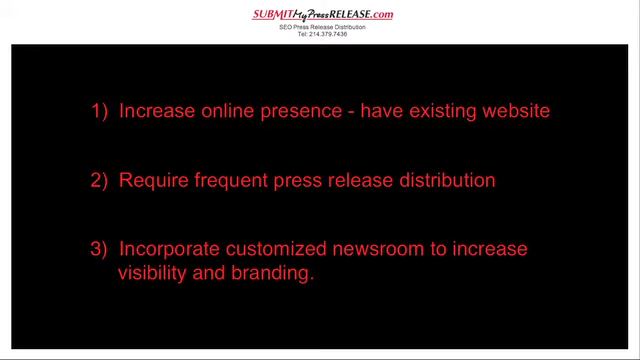 SUBMITMyPressRELEASE.com
SEO Press Release Distribution
Tel: 214.379.7436
1) Increase online presence - have existing website
2) Require frequent press release distribution
3) Incorporate customized newsroom to increase
visibility and branding.